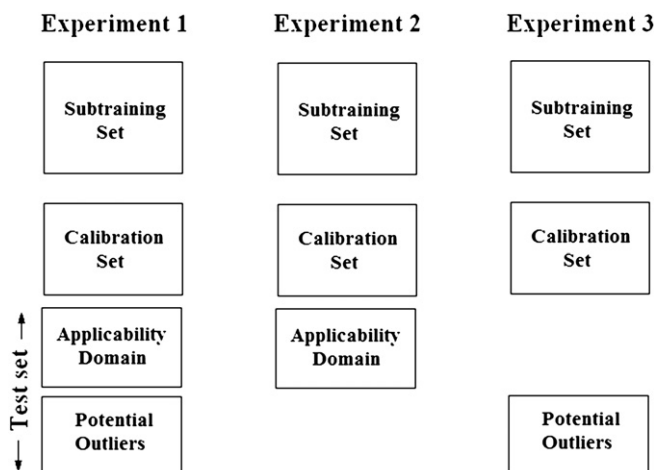 Experiment 1
Experiment 2
Experiment 3
Subtraining
Set
Subtraining
Set
Subtraining
Set
Calibration
Set
Calibration
Set
Calibration
Set
Test set
Applicability
Domain
Applicability
Domain
Potential
Outliers
Potential
Outliers